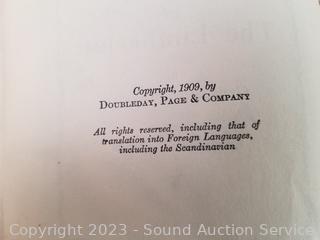 Copyright, 1909, by
DOUBLEDAY, PAGE & COMPANY
All rights reserved, including that of
translation into Foreign Languages,
including the Scandinavian
Copyright 2023 - Sound Auction Service